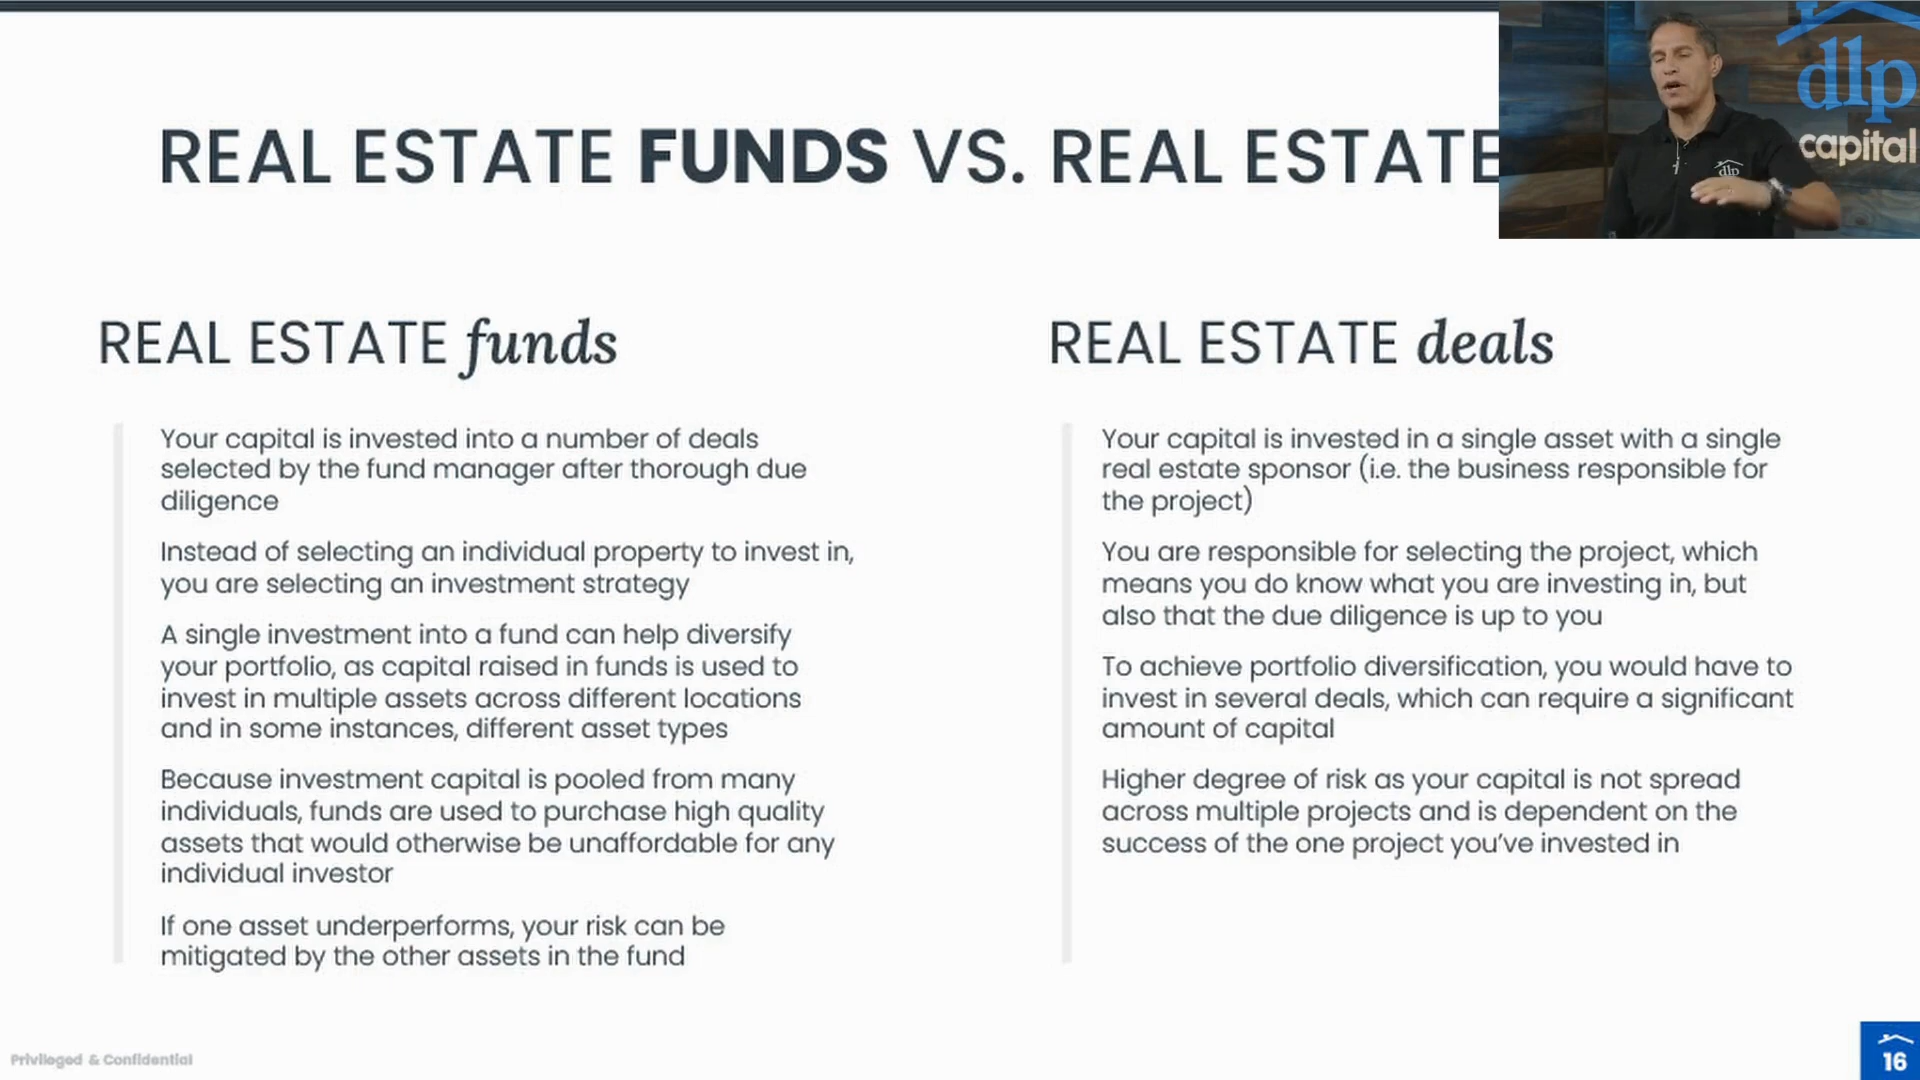 REAL ESTATE FUNDS VS. REAL ESTATE
dlp
capital
dlp
REAL ESTATE funds
Your capital is invested into a number of deals
selected by the fund manager after thorough due
diligence
Instead of selecting an individual property to invest in,
you are selecting an investment strategy
A single investment into a fund can help diversify
your portfolio, as capital raised in funds is used to
invest in multiple assets across different locations
and in some instances, different asset types
Because investment capital is pooled from many
individuals, funds are used to purchase high quality
assets that would otherwise be unaffordable for any
individual investor
If one asset underperforms, your risk can be
mitigated by the other assets in the fund
REAL ESTATE deals
Your capital is invested in a single asset with a single
real estate sponsor (i.e. the business responsible for
the project)
You are responsible for selecting the project, which
means you do know what you are investing in, but
also that the due diligence is up to you
To achieve portfolio diversification, you would have to
invest in several deals, which can require a significant
amount of capital
Higher degree of risk as your capital is not spread
across multiple projects and is dependent on the
success of the one project you've invested in
Privileged & Confidential
16